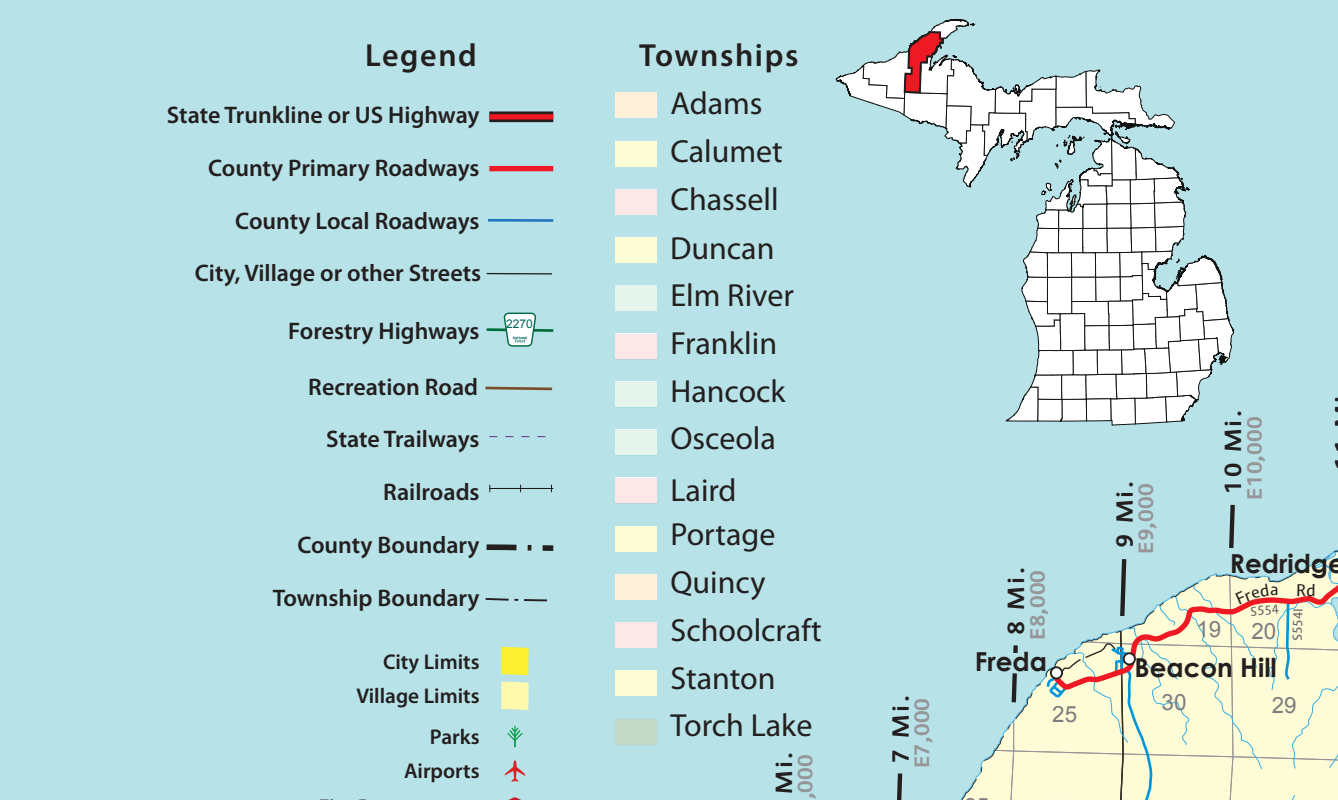 Legend
State Trunkline or US Highway
County Primary Roadways
County Local Roadways
City, Village or other Streets
Forestry Highways
2270
Recreation Road
State Trailways
Railroads
County Boundary
Township Boundary
City Limits
Village Limits
Parks
Airports
Townships
Adams
Calumet
Chassell
Duncan
Elm River
Franklin
Hancock
Osceola
Laird
Portage
Quincy
Schoolcraft
Stanton
Torch Lake
10 Mi.
E10,000
9 Mi.
E9,000
8 Mi.
E8,000
7 Mi.
E7,000
Mi.
,000
Redridge
Freda Rd
S554
S554I
19
20
Freda
Beacon Hill
25
30
29